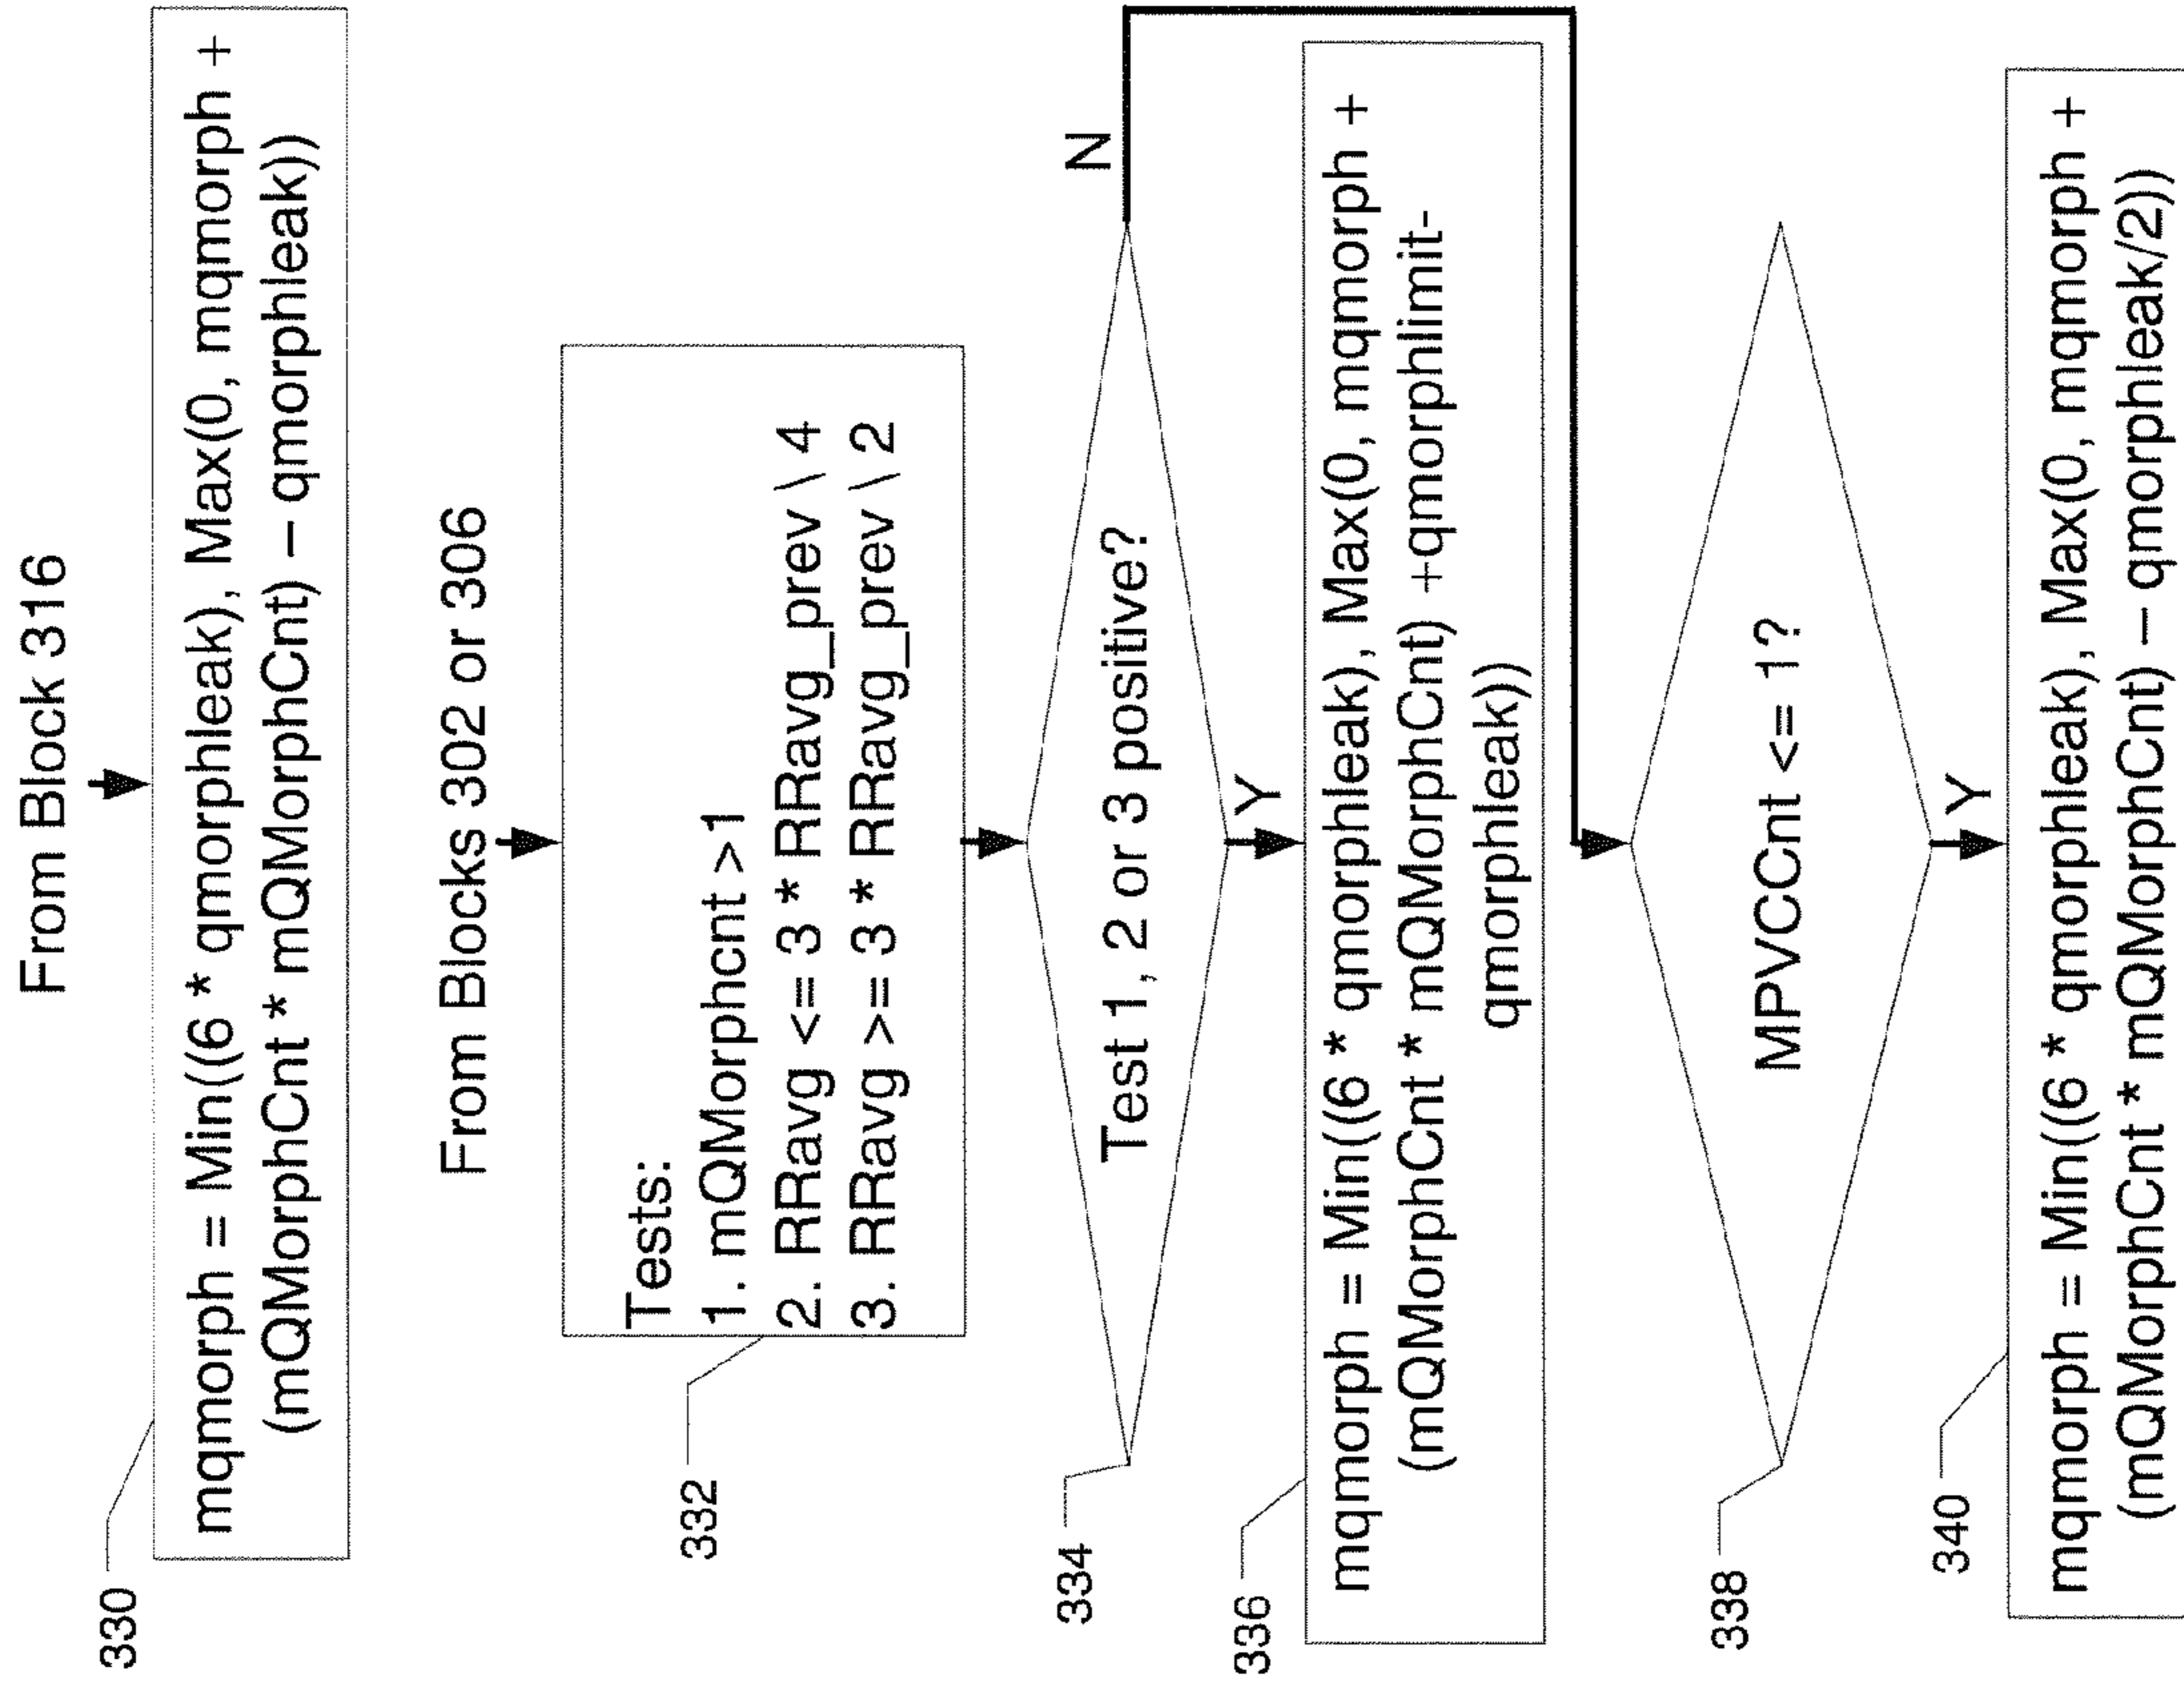 From Block 316
330
mqmorph = Min((6 * qmorphleak), Max(0, mqmorph +
(mQMorphCnt * mQMorphCnt) – qmorphleak))
From Blocks 302 or 306
332
Tests:
1. mQMorphcnt >1
2. RRavg <= 3 * RRavg_prev \ 4
3. RRavg >= 3 * RRavg_prev \ 2
334
Test 1, 2 or 3 positive?
N
Y
336
mqmorph = Min((6 * qmorphleak), Max(0, mqmorph +
(mQMorphCnt * mQMorphCnt) +qmorphlimit-
qmorphleak))
338
MPVCCnt <= 1?
Y
340
mqmorph = Min((6 * qmorphleak), Max(0, mqmorph +
(mQMorphCnt * mQMorphCnt) – qmorphleak/2))